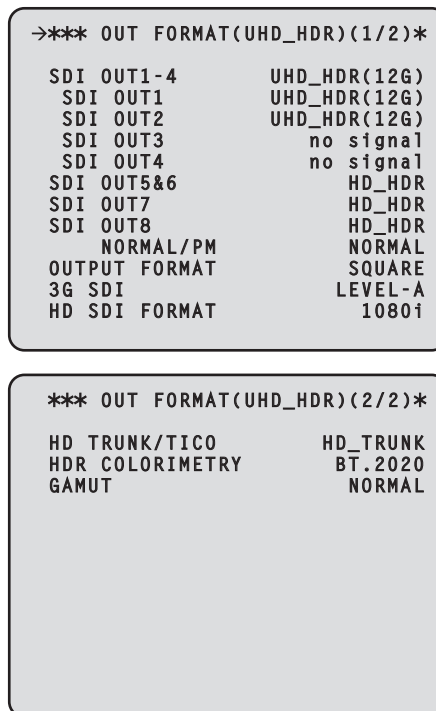 →*** OUT FORMAT(UHD_HDR)(1/2)*
SDI OUT1-4 UHD_HDR(12G)
SDI OUT1 UHD_HDR(12G)
SDI OUT2 UHD_HDR(12G)
SDI OUT3 no signal
SDI OUT4 no signal
SDI OUT5&6 HD_HDR
SDI OUT7 HD_HDR
SDI OUT8 HD_HDR
NORMAL/PM NORMAL
OUTPUT FORMAT SQUARE
3G SDI LEVEL-A
HD SDI FORMAT 1080i
*** OUT FORMAT(UHD_HDR)(2/2)*
HD TRUNK/TICO HD_TRUNK
HDR COLORIMETRY BT.2020
GAMUT NORMAL